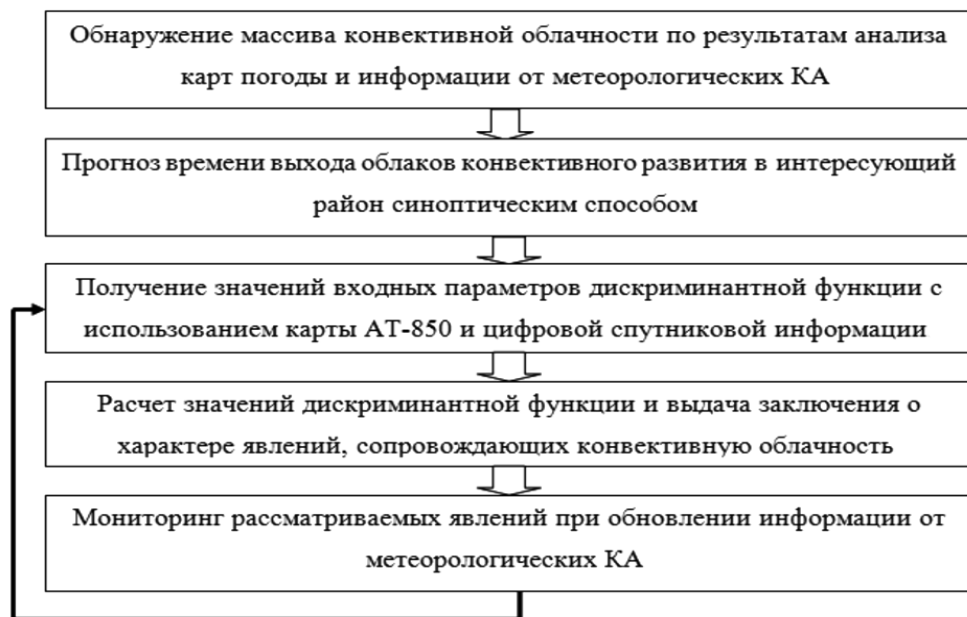 Обнаружение массива конвективной облачности по результатам анализа
карт погоды и информации от метеорологических КА
Прогноз времени выхода облаков конвективного развития в интересующий
район синоптическим способом
Получение значений входных параметров дискриминантной функции с
использованием карты АТ-850 и цифровой спутниковой информации
Расчет значений дискриминантной функции и выдача заключения о
характере явлений, сопровождающих конвективную облачность
Мониторинг рассматриваемых явлений при обновлении информации от
метеорологических КА